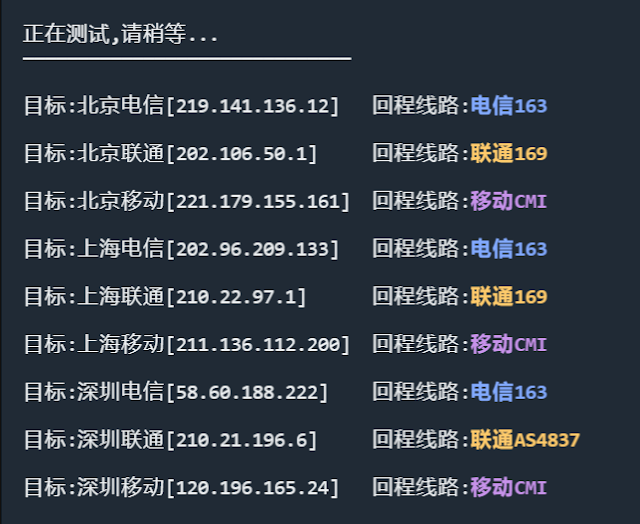 正在测试,请稍等...
目标:北京电信[219.141.136.12] 回程线路:电信163
目标:北京联通[202.106.50.1] 回程线路:联通169
目标:北京移动[221.179.155.161] 回程线路:移动CMI
目标:上海电信[202.96.209.133] 回程线路:电信163
目标:上海联通[210.22.97.1] 回程线路:联通169
目标:上海移动[211.136.112.200] 回程线路:移动CMI
目标:深圳电信[58.60.188.222] 回程线路:电信163
目标:深圳联通[210.21.196.6] 回程线路:联通AS4837
目标:深圳移动[120.196.165.24] 回程线路:移动CMI